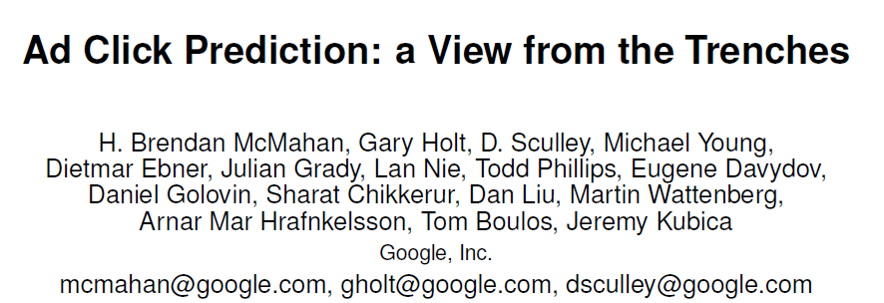 Ad Click Prediction: a View from the Trenches
H. Brendan McMahan, Gary Holt, D. Sculley, Michael Young,
Dietmar Ebner, Julian Grady, Lan Nie, Todd Phillips, Eugene Davydov,
Daniel Golovin, Sharat Chikkerur, Dan Liu, Martin Wattenberg,
Arnar Mar Hrafnkelsson, Tom Boulos, Jeremy Kubica
Google, Inc.
mcmahan@google.com, gholt@google.com, dsculley@google.com